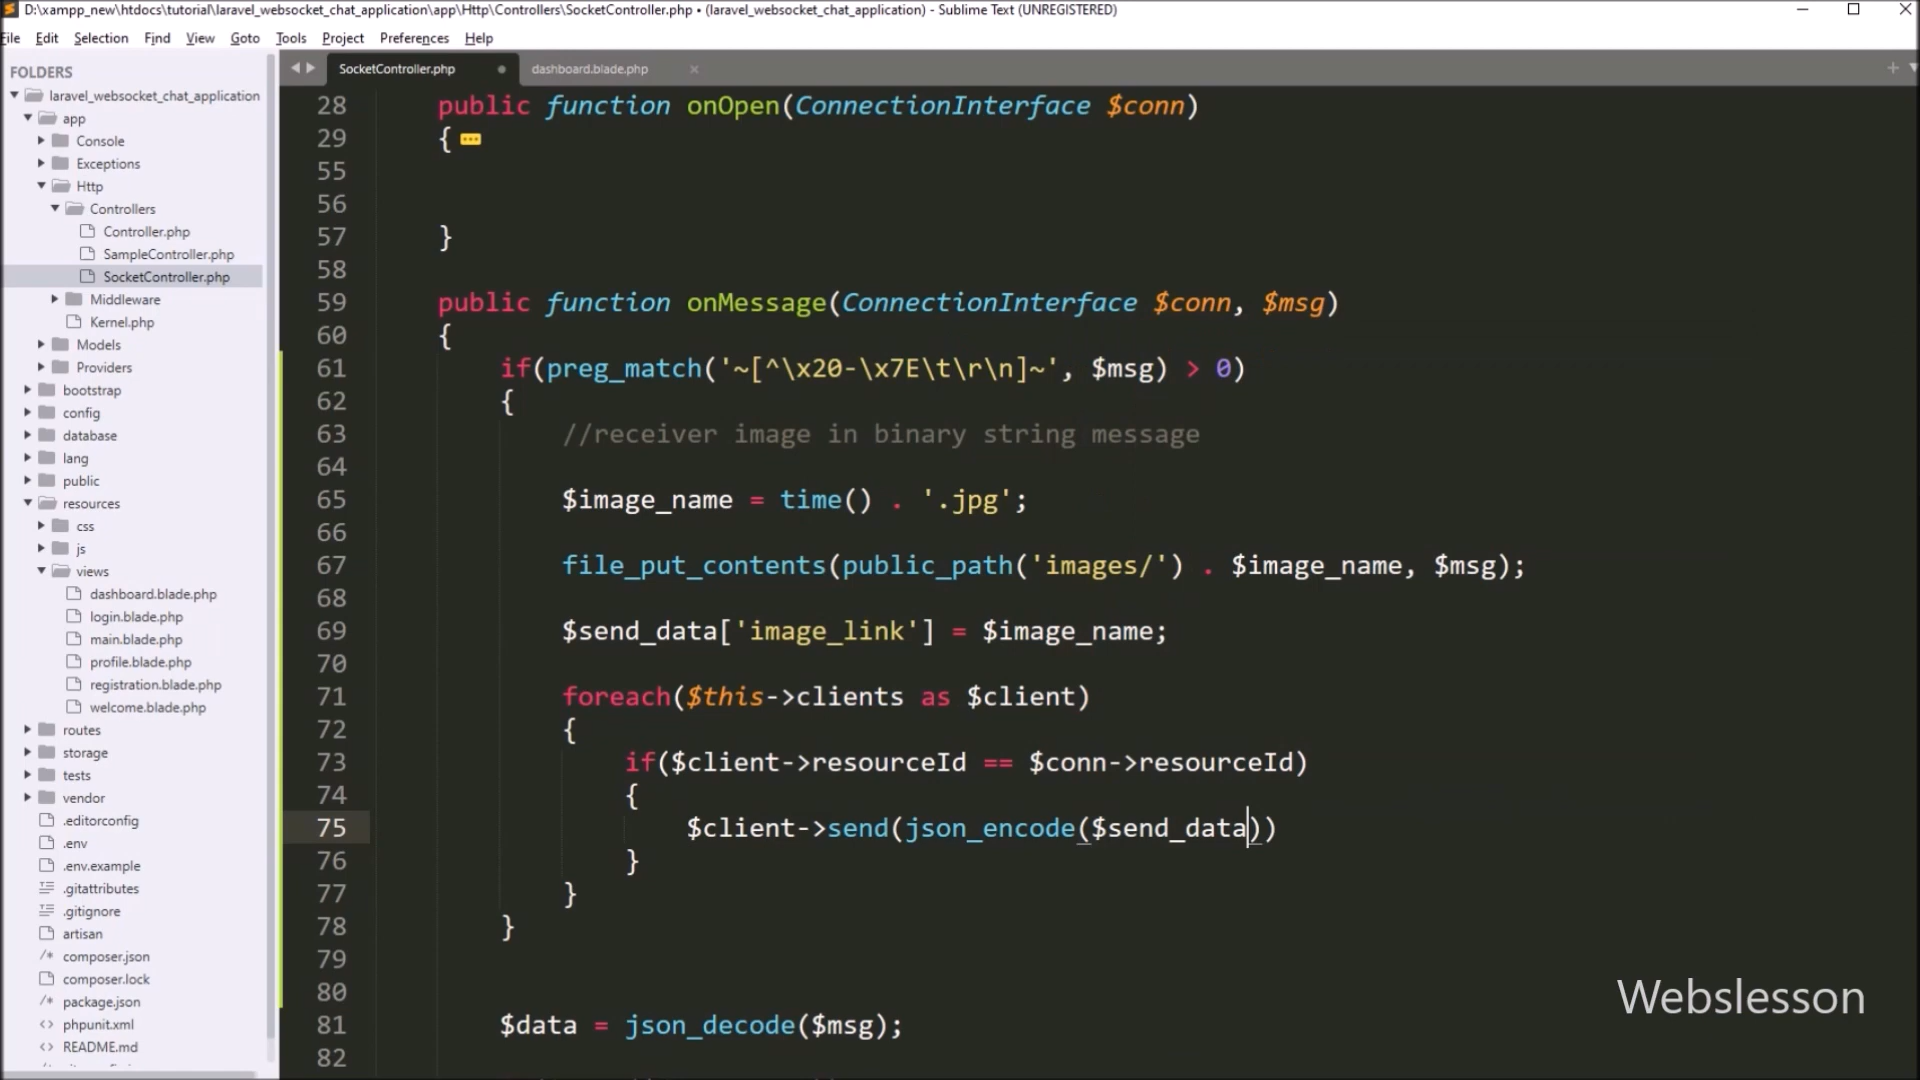 D:\xampp_new\htdocs\tutorial\laravel_websocket_chat_application\app\Http\Controllers\SocketController.php • (laravel_websocket_chat_application) - Sublime Text (UNREGISTERED)
File Edit Selection Find View Goto Tools Project Preferences Help
FOLDERS
laravel_websocket_chat_application
app
Console
Exceptions
Http
Controllers
Controller.php
SampleController.php
SocketController.php
Middleware
Kernel.php
Models
Providers
bootstrap
config
database
lang
public
resources
css
js
views
dashboard.blade.php
login.blade.php
main.blade.php
profile.blade.php
registration.blade.php
welcome.blade.php
routes
storage
tests
vendor
.editorconfig
.env
.env.example
.gitattributes
.gitignore
artisan
composer.json
composer.lock
package.json
phpunit.xml
README.md
SocketController.php dashboard.blade.php
28 public function onOpen(ConnectionInterface $conn)
29 {
55
56
57 }
58
59 public function onMessage(ConnectionInterface $conn, $msg)
60 {
61 if(preg_match('~[^\x20-\x7E\t\r\n]~', $msg) > 0)
62 {
63 //receiver image in binary string message
64
65 $image_name = time() . '.jpg';
66
67 file_put_contents(public_path('images/') . $image_name, $msg);
68
69 $send_data['image_link'] = $image_name;
70
71 foreach($this->clients as $client)
72 {
73 if($client->resourceId == $conn->resourceId)
74 {
75 $client->send(json_encode($send_data))
76 }
77 }
78 }
79
80
81 $data = json_decode($msg);
82
Webslesson